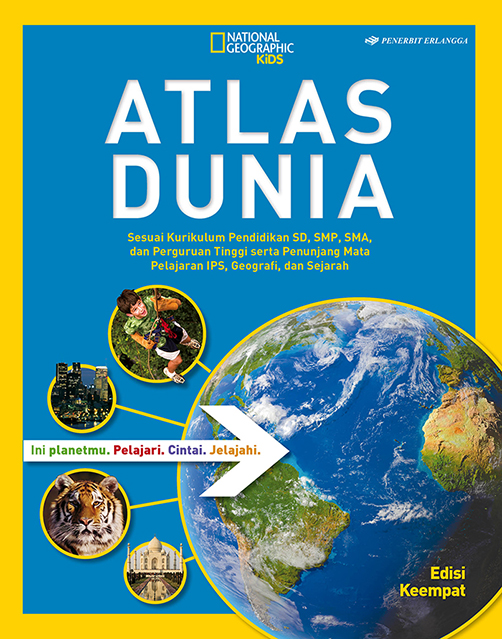 NATIONAL
GEOGRAPHIC
KiDS
PENERBIT ERLANGGA
ATLAS
DUNIA
Sesuai Kurikulum Pendidikan SD, SMP, SMA,
dan Perguruan Tinggi serta Penunjang Mata
Pelajaran IPS, Geografi, dan Sejarah
Ini planetmu. Pelajari. Cintai. Jelajahi.
Edisi
Keempat